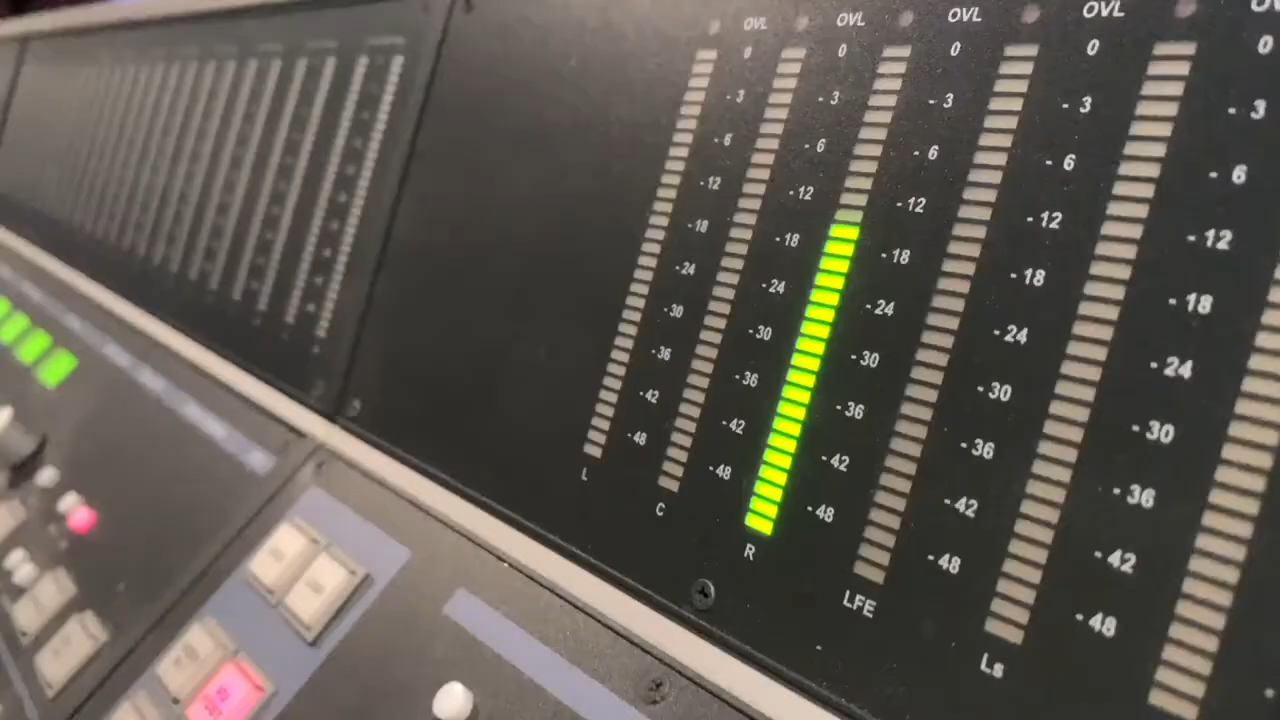 OVL OVL OVL OVL
0 0 0 0 0
- 3 - 3 - 3 - 3 - 3
- 6 - 6 - 6 - 6 - 6
- 12 - 12 - 12 - 12 - 12
- 18 - 18 - 18 - 18 - 18
- 24 - 24 - 24 - 24 - 24
- 30 - 30 - 30 - 30 - 30
- 36 - 36 - 36 - 36 - 36
- 42 - 42 - 42 - 42 - 42
- 48 - 48 - 48 - 48 - 48
L C R LFE Ls